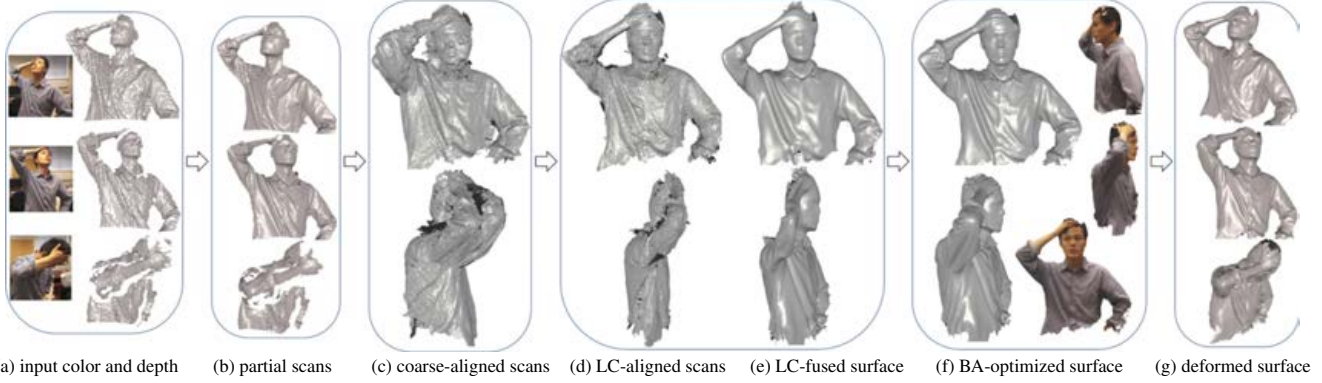 a) input color and depth
(b) partial scans
(c) coarse-aligned scans
(d) LC-aligned scans
(e) LC-fused surface
(f) BA-optimized surface
(g) deformed surface